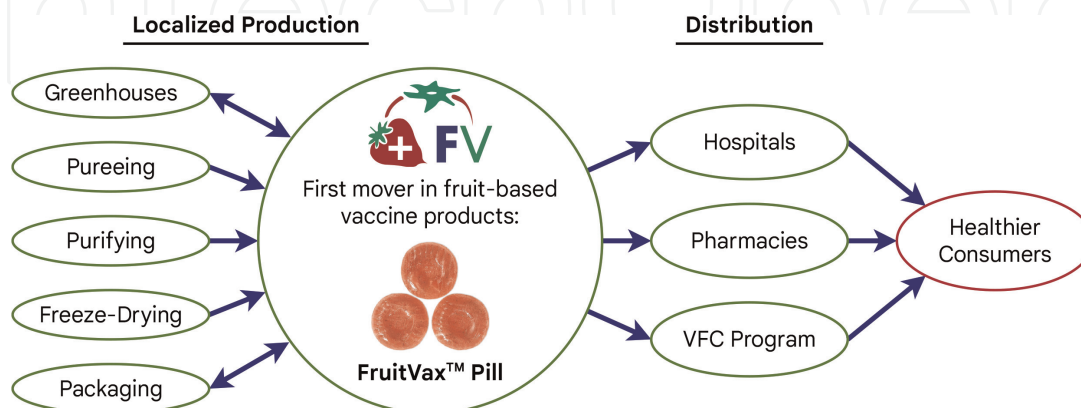 Localized Production
Distribution
Greenhouses
Pureeing
Purifying
Freeze-Drying
Packaging
FV
First mover in fruit-based
vaccine products:
FruitVax™ Pill
Hospitals
Pharmacies
VFC Program
Healthier
Consumers